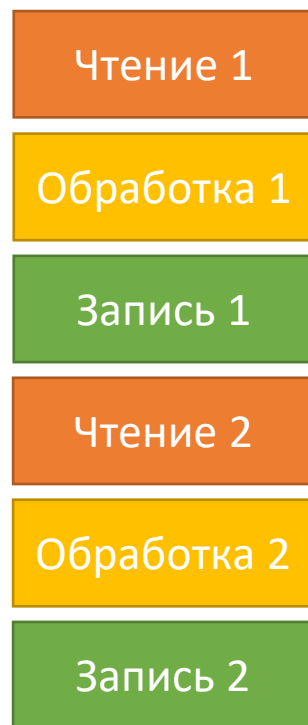 Чтение 1
Обработка 1
Запись 1
Чтение 2
Обработка 2
Запись 2